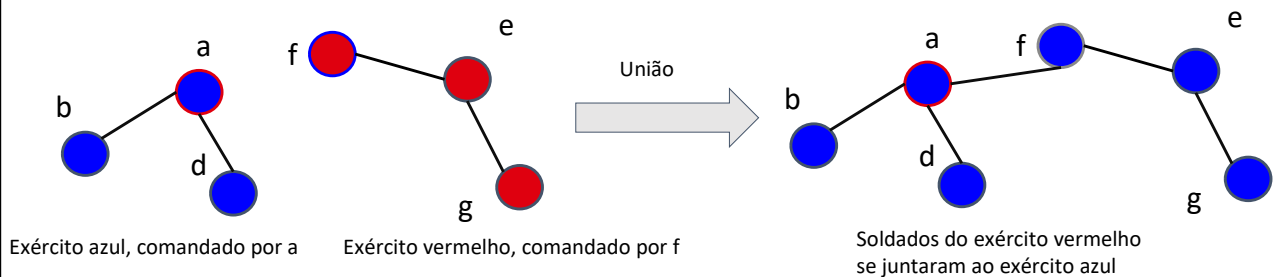 e
a
f
e
a
f
União
b
b
d
d
g
g
Exército azul, comandado por a
Exército vermelho, comandado por f
Soldados do exército vermelho
se juntaram ao exército azul